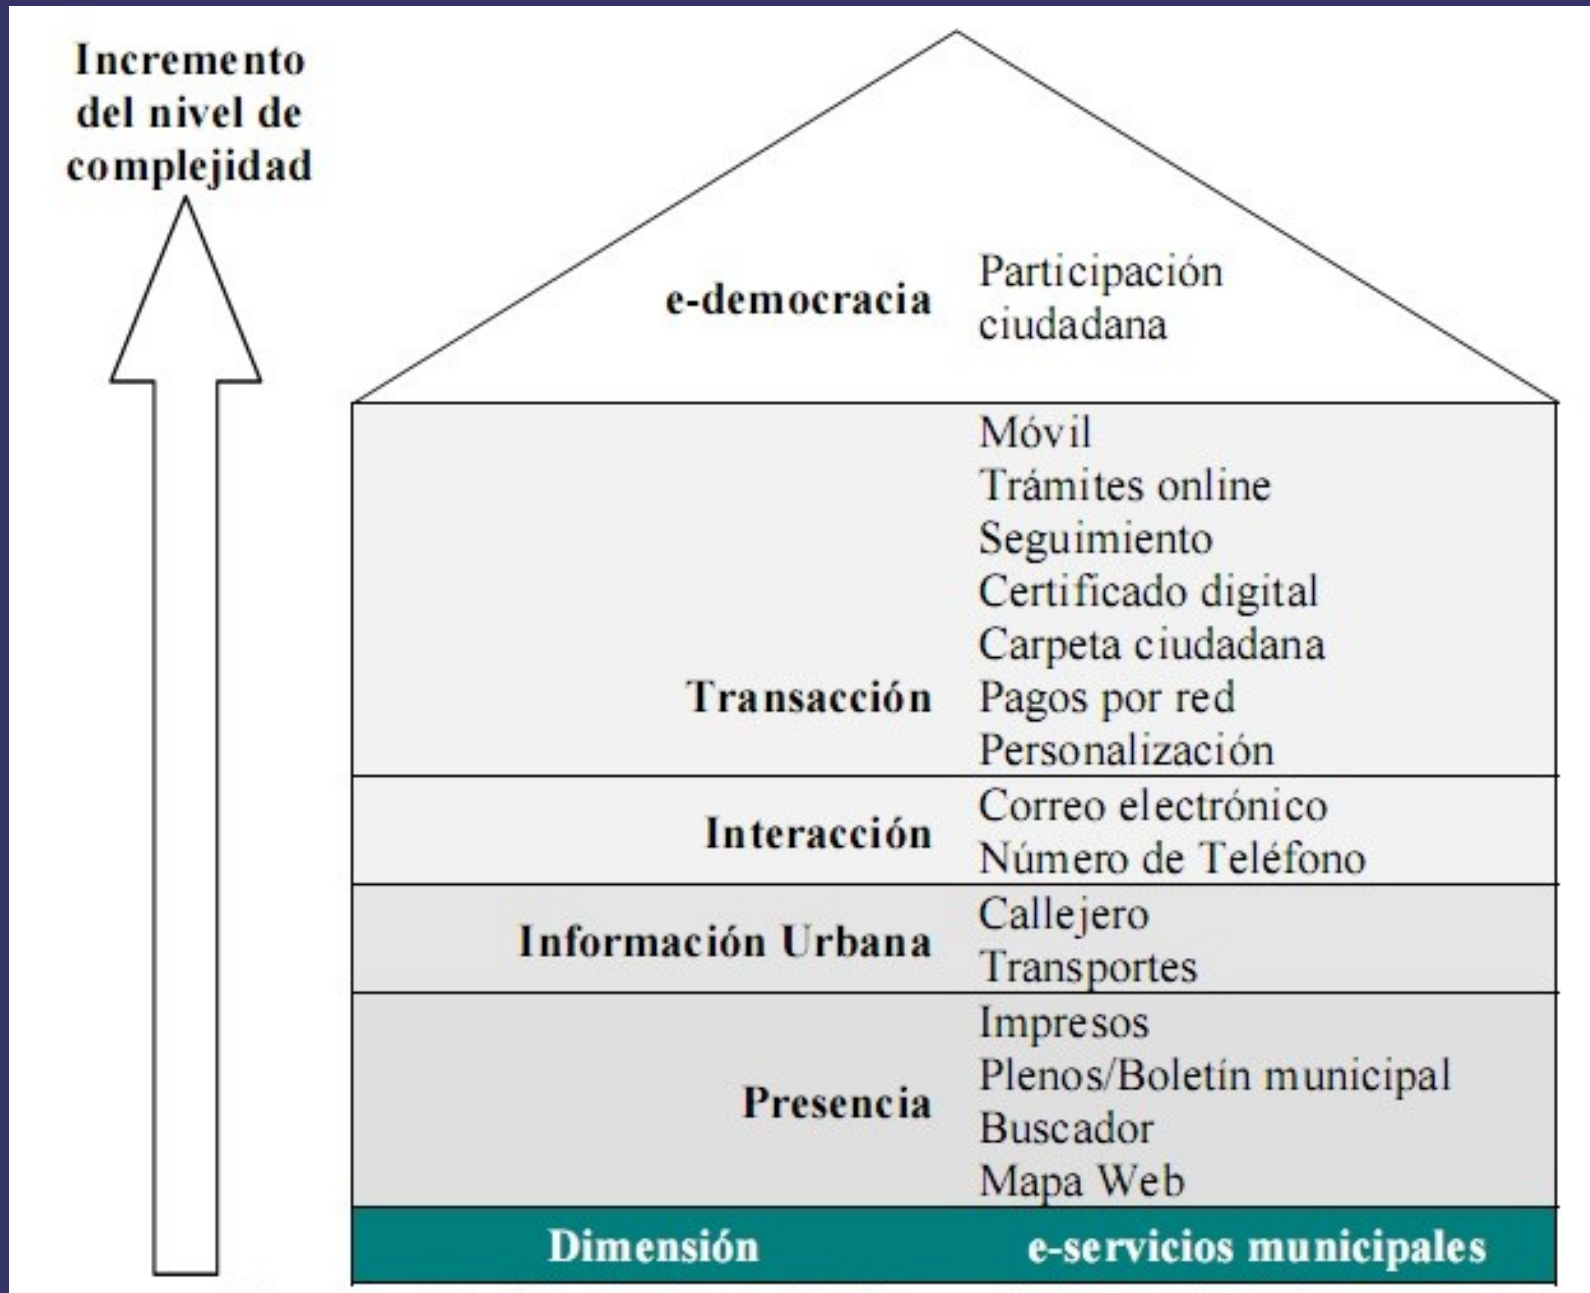 Incremento
del nivel de
complejidad
e-democracia
Participación
ciudadana
Transacción
Móvil
Trámites online
Seguimiento
Certificado digital
Carpeta ciudadana
Pagos por red
Personalización
Interacción
Correo electrónico
Número de Teléfono
Información Urbana
Callejero
Transportes
Presencia
Impresos
Plenos/Boletín municipal
Buscador
Mapa Web
Dimensión
e-servicios municipales